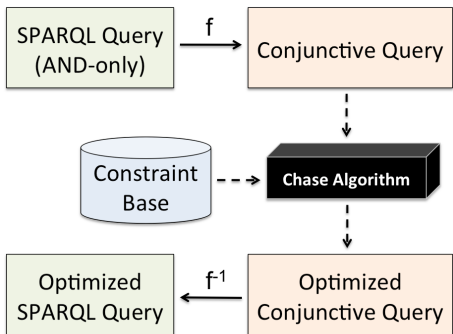 SPARQL Query
(AND-only)
f
Conjunctive Query
Constraint
Base
Chase Algorithm
Optimized
SPARQL Query
f-1
Optimized
Conjunctive Query